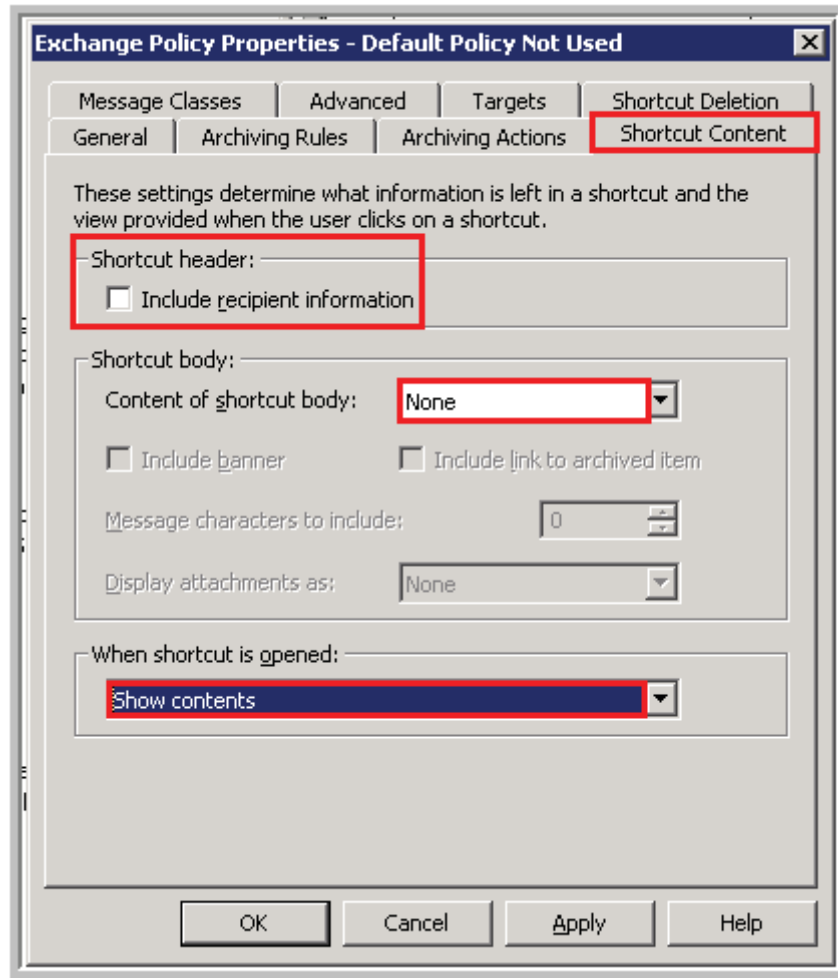 Exchange Policy Properties - Default Policy Not Used
Message Classes Advanced Targets Shortcut Deletion
General Archiving Rules Archiving Actions Shortcut Content
These settings determine what information is left in a shortcut and the
view provided when the user clicks on a shortcut.
Shortcut header:
Include recipient information
Shortcut body:
Content of shortcut body: None
Include banner Include link to archived item
Message characters to include: 0
Display attachments as: None
When shortcut is opened:
Show contents
OK Cancel Apply Help